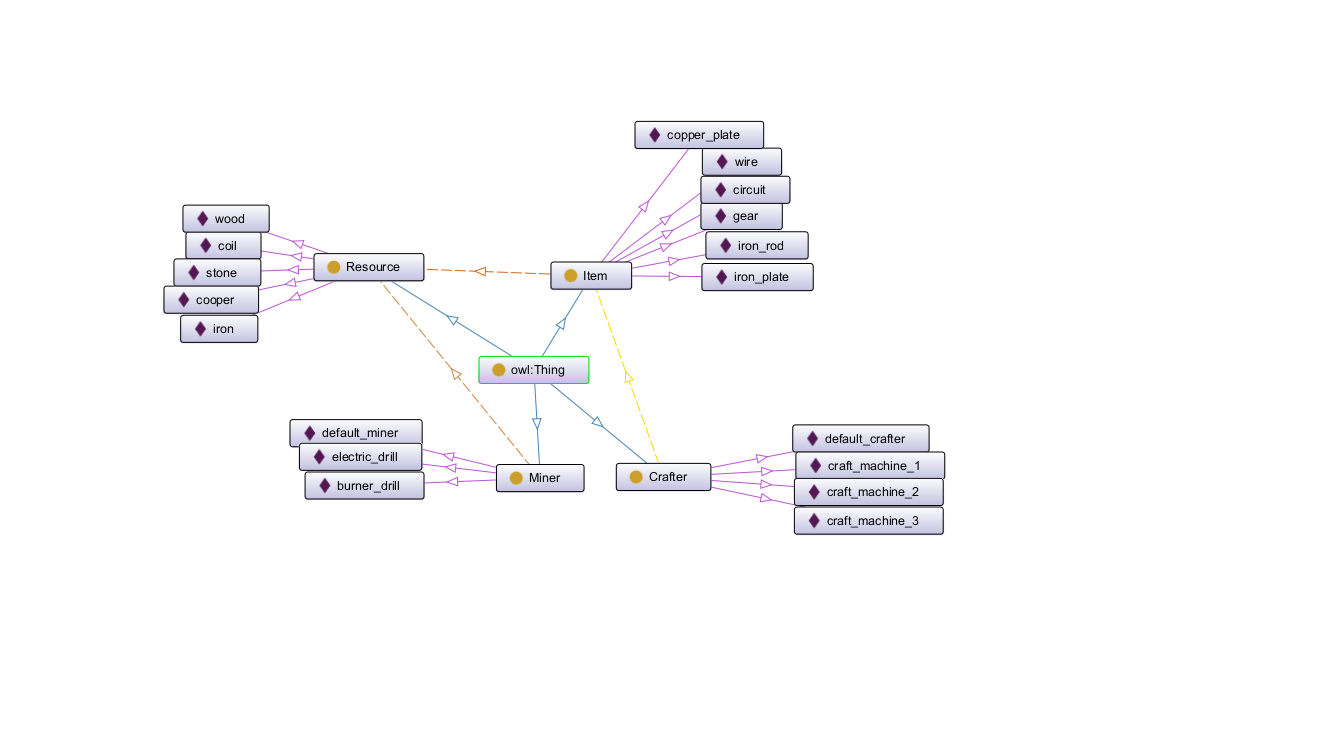 copper_plate
wire
circuit
gear
iron_rod
iron_plate
wood
coil
stone
cooper
iron
Resource
Item
owl:Thing
default_miner
electric_drill
burner_drill
Miner
Crafter
default_crafter
craft_machine_1
craft_machine_2
craft_machine_3